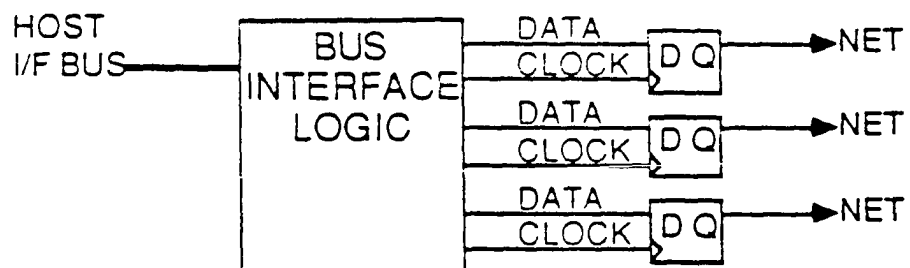 HOST
I/F BUS
BUS
INTERFACE
LOGIC
DATA
CLOCK
D Q
NET
DATA
CLOCK
D Q
NET
DATA
CLOCK
D Q
NET